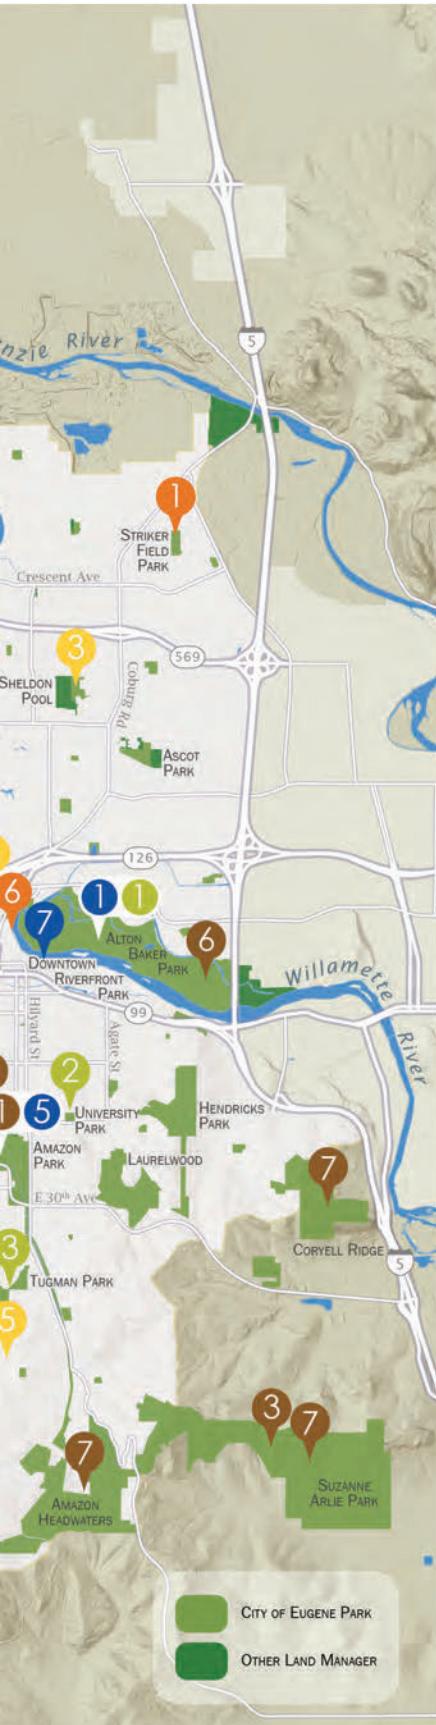 nzie River
5
1
STRIKER
FIELD
PARK
Crescent Ave
3
569
SHELDON
POOL
Coburg Rd
ASCOT
PARK
126
6
1
1
7
ALTON
BAKER
PARK
6
DOWNTOWN
RIVERFRONT
PARK
Willamette
River
99
Hilyard St
Agate St
2
1
5
UNIVERSITY
PARK
HENDRICKS
PARK
AMAZON
PARK
LAURELWOOD
7
E 30th Ave
CORYELL RIDGE
5
3
TUGMAN PARK
5
3
7
7
SUZANNE
ARLIE PARK
AMAZON
HEADWATERS
CITY OF EUGENE PARK
OTHER LAND MANAGER